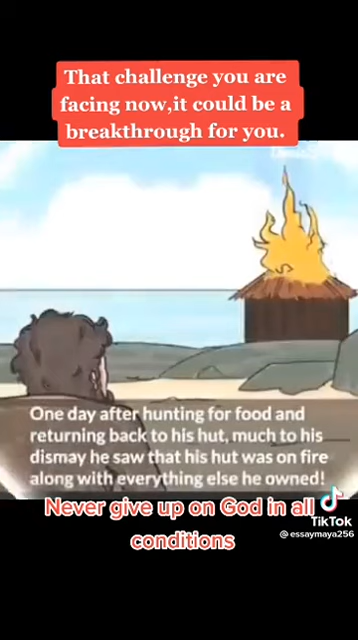 That challenge you are
facing now,it could be a
breakthrough for you.
One day after hunting for food and
returning back to his hut, much to his
dismay he saw that his hut was on fire
along with everything else he owned!
Never give up on God in all
conditions
TikTok
@essaymaya256